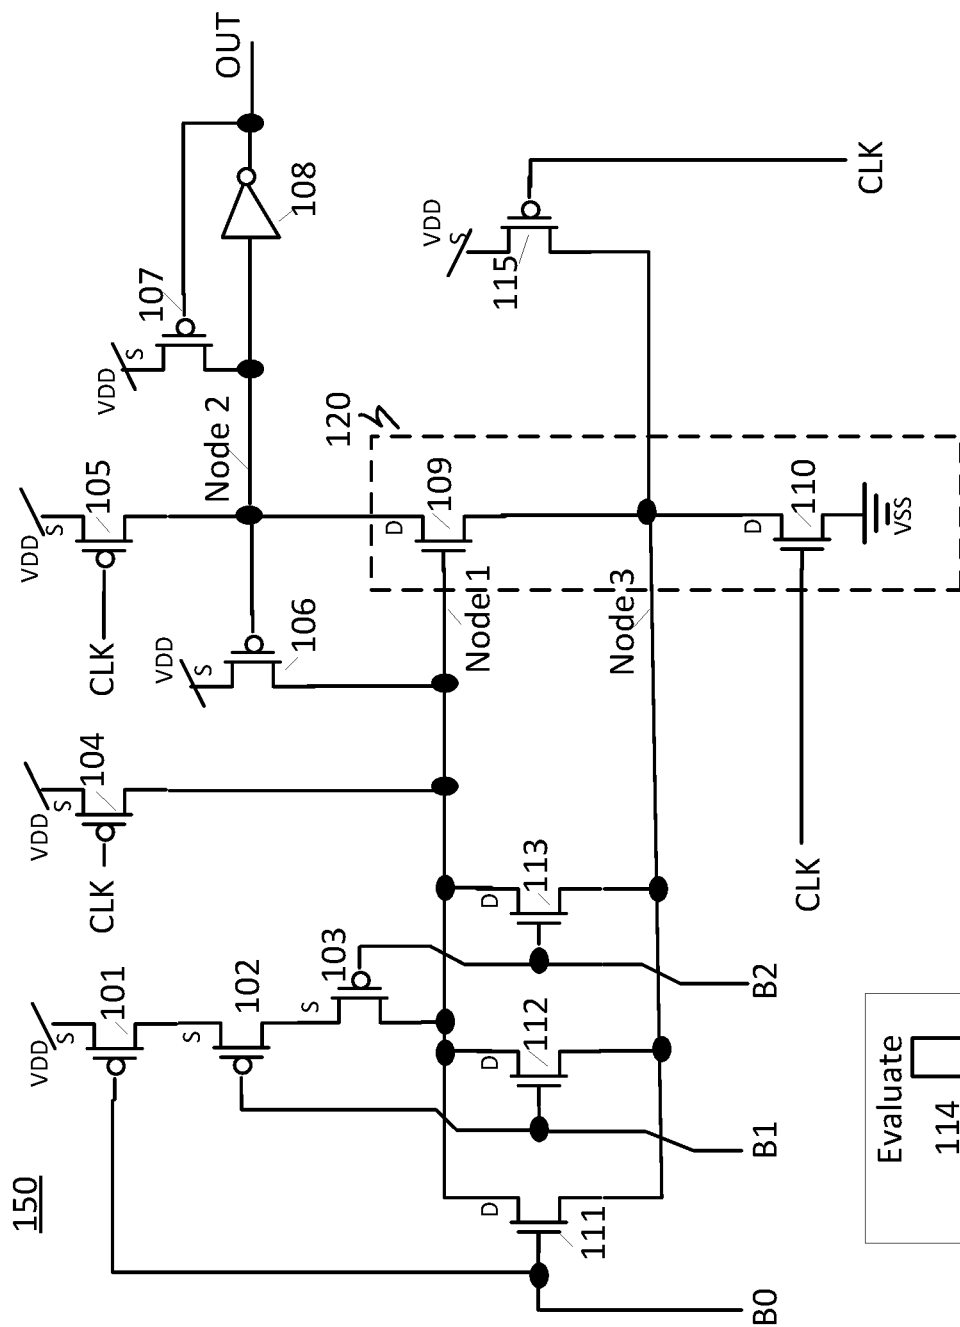 150
VDD
S
101
S
102
S
103
CLK
VDD
S
104
CLK
VDD
S
105
VDD
S
106
Node 2
VDD
S
107
108
OUT
B0
D
111
B1
D
112
B2
D
113
Node 1
D
109
120
Node 3
CLK
D
110
VSS
VDD
S
115
CLK
Evaluate
114